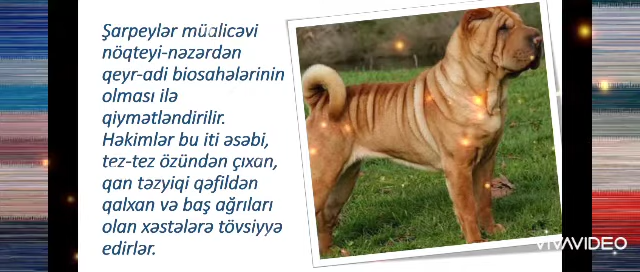 Şarpeylər müalicəvi
nöqteyi-nəzərdən
qeyr-adi biosahələrinin
olması ilə
qiymətləndirilir.
Həkimlər bu iti əsəbi,
tez-tez özündən çıxan,
qan təzyiqi qəfildən
qalxan və baş ağrıları
olan xəstələrə tövsiyyə
edirlər.
VIVAVIDEO